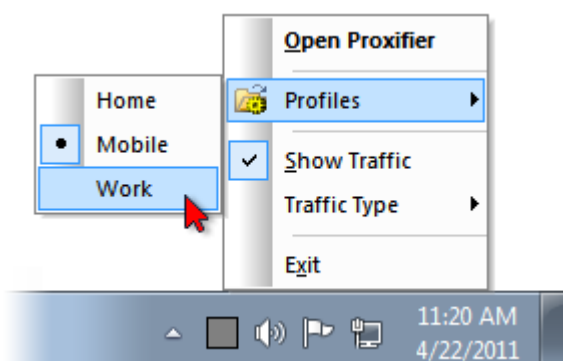 Open Proxifier
Profiles
Show Traffic
Traffic Type
Exit
Home
Mobile
Work
11:20 AM
4/22/2011